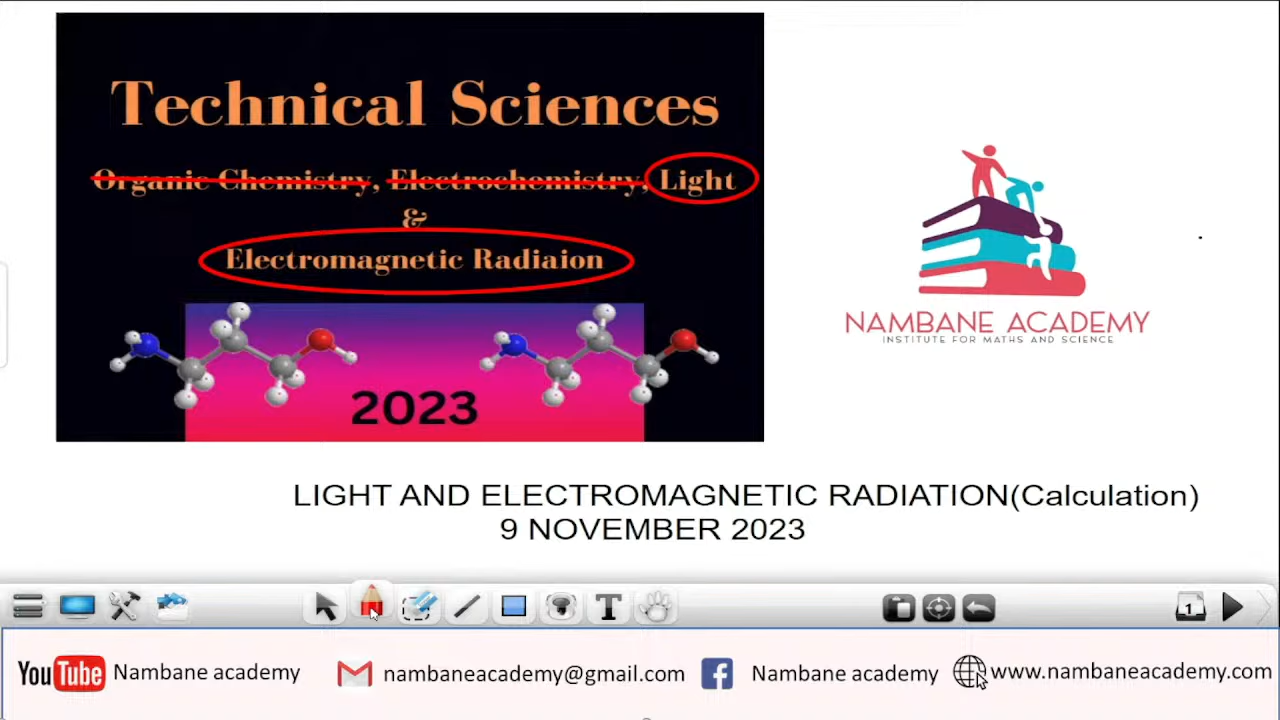 Technical Sciences
Organic Chemistry, Electrochemistry, Light
&
Electromagnetic Radiaion
2023
NAMBANE ACADEMY
INSTITUTE FOR MATHS AND SCIENCE
LIGHT AND ELECTROMAGNETIC RADIATION(Calculation)
9 NOVEMBER 2023
T
1
YouTube Nambane academy
nambaneacademy@gmail.com
f Nambane academy
www.nambaneacademy.com